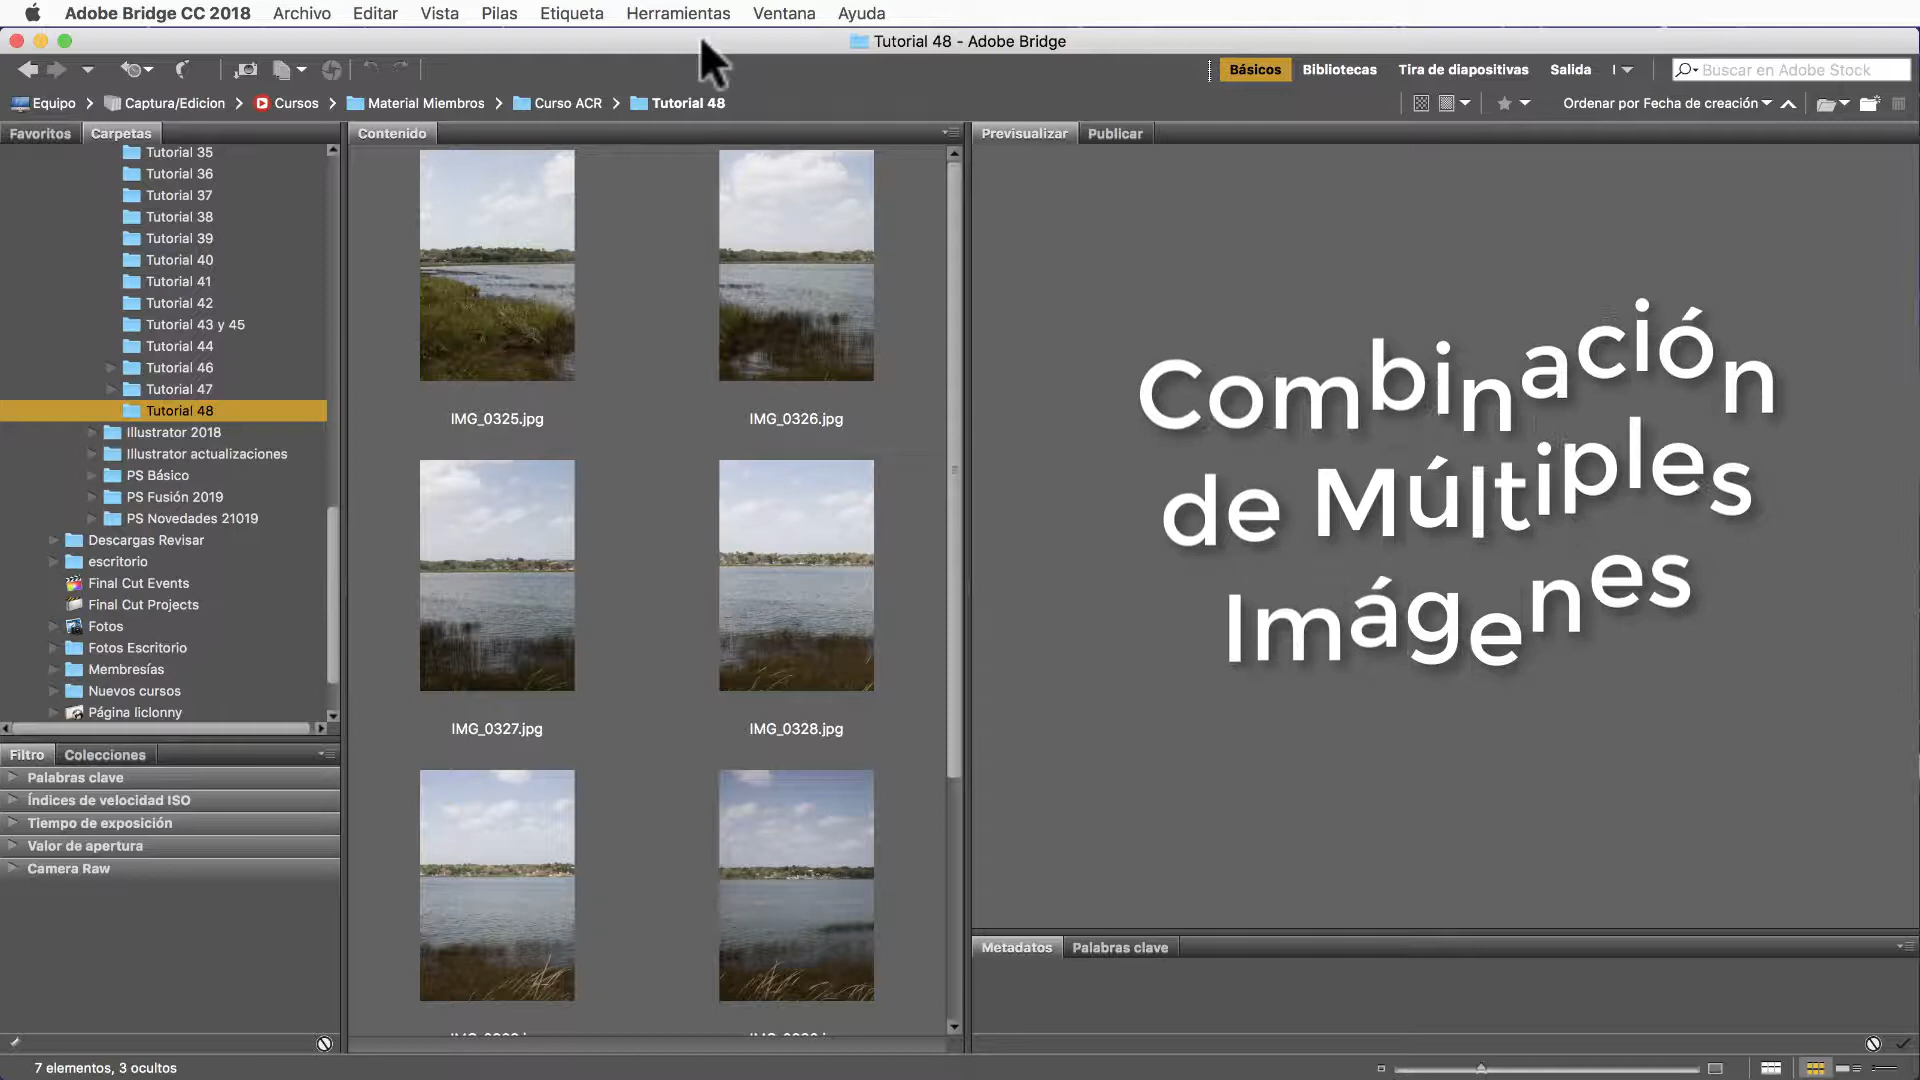 Adobe Bridge CC 2018 Archivo Editar Vista Pilas Etiqueta Herramientas Ventana Ayuda
Tutorial 48 - Adobe Bridge
Básicos Bibliotecas Tira de diapositivas Salida I Buscar en Adobe Stock
Equipo Captura/Edicion Cursos Material Miembros Curso ACR Tutorial 48 Ordenar por Fecha de creación
Favoritos Carpetas
Tutorial 35
Tutorial 36
Tutorial 37
Tutorial 38
Tutorial 39
Tutorial 40
Tutorial 41
Tutorial 42
Tutorial 43 y 45
Tutorial 44
Tutorial 46
Tutorial 47
Tutorial 48
Illustrator 2018
Illustrator actualizaciones
PS Básico
PS Fusión 2019
PS Novedades 21019
Descargas Revisar
escritorio
Final Cut Events
Final Cut Projects
Fotos
Fotos Escritorio
Membresías
Nuevos cursos
Página liclonny
Filtro Colecciones
Palabras clave
Índices de velocidad ISO
Tiempo de exposición
Valor de apertura
Camera Raw
Contenido
IMG_0325.jpg IMG_0326.jpg
IMG_0327.jpg IMG_0328.jpg
Previsualizar Publicar
Combinación
de Múltiples
Imágenes
Metadatos Palabras clave
7 elementos, 3 ocultos